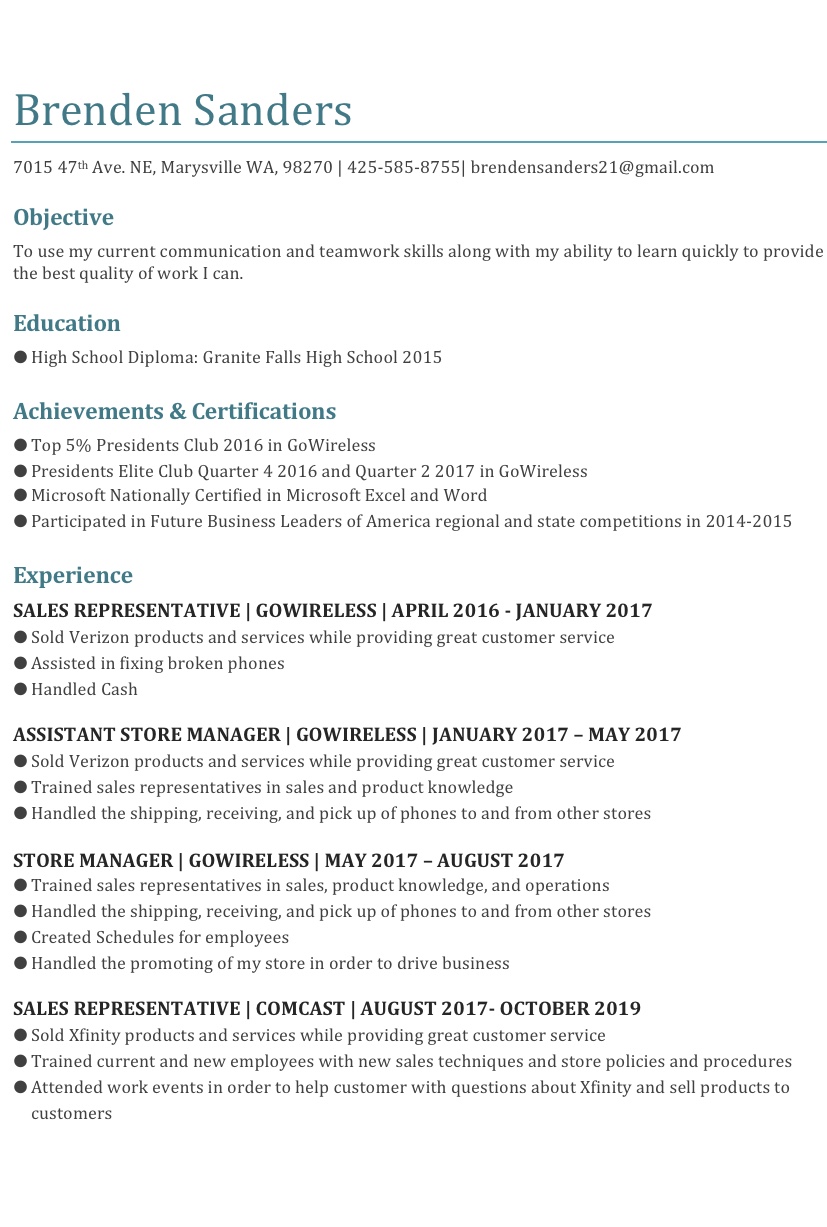 Brenden Sanders
7015 47th Ave. NE, Marysville WA, 98270 | 425-585-8755| brendensanders21@gmail.com
Objective
To use my current communication and teamwork skills along with my ability to learn quickly to provide
the best quality of work I can.
Education
● High School Diploma: Granite Falls High School 2015
Achievements & Certifications
● Top 5% Presidents Club 2016 in GoWireless
● Presidents Elite Club Quarter 4 2016 and Quarter 2 2017 in GoWireless
● Microsoft Nationally Certified in Microsoft Excel and Word
● Participated in Future Business Leaders of America regional and state competitions in 2014-2015
Experience
SALES REPRESENTATIVE | GOWIRELESS | APRIL 2016 - JANUARY 2017
● Sold Verizon products and services while providing great customer service
● Assisted in fixing broken phones
● Handled Cash
ASSISTANT STORE MANAGER | GOWIRELESS | JANUARY 2017 – MAY 2017
● Sold Verizon products and services while providing great customer service
● Trained sales representatives in sales and product knowledge
● Handled the shipping, receiving, and pick up of phones to and from other stores
STORE MANAGER | GOWIRELESS | MAY 2017 – AUGUST 2017
● Trained sales representatives in sales, product knowledge, and operations
● Handled the shipping, receiving, and pick up of phones to and from other stores
● Created Schedules for employees
● Handled the promoting of my store in order to drive business
SALES REPRESENTATIVE | COMCAST | AUGUST 2017- OCTOBER 2019
● Sold Xfinity products and services while providing great customer service
● Trained current and new employees with new sales techniques and store policies and procedures
● Attended work events in order to help customer with questions about Xfinity and sell products to
customers